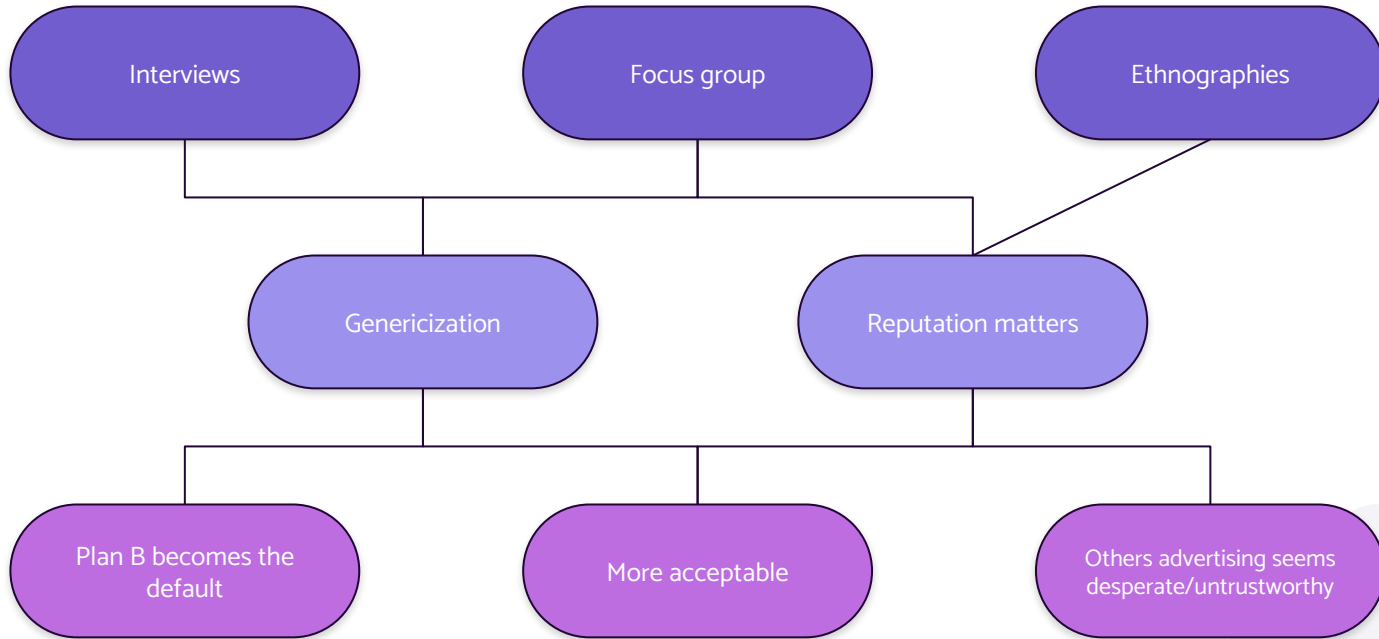 Interviews
Focus group
Ethnographies
Genericization
Reputation matters
Plan B becomes the
default
More acceptable
Others advertising seems
desperate/untrustworthy